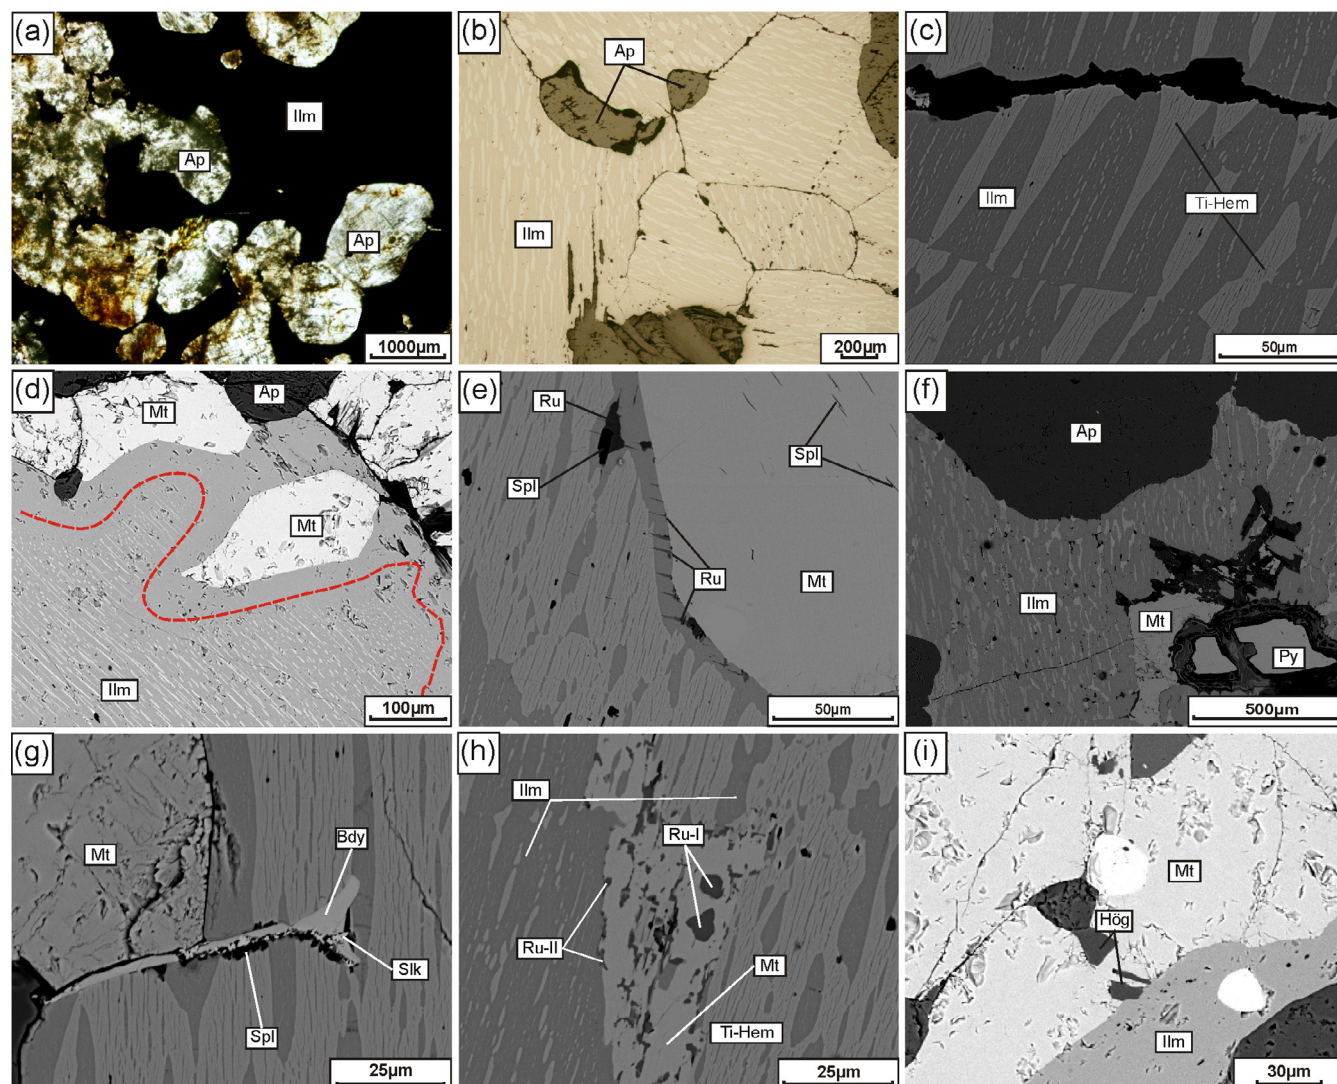 (a)
Ilm
Ap
Ap
1000µm
(b)
Ap
Ilm
200µm
(c)
Ilm
Ti-Hem
50µm
(d)
Ap
Mt
Mt
Ilm
100µm
(e)
Ru
Spl
Spl
Ru
Mt
50µm
(f)
Ap
Ilm
Mt
Py
500µm
(g)
Bdy
Mt
Slk
Spl
25µm
(h)
Ilm
Ru-I
Ru-II
Mt
Ti-Hem
25µm
(i)
Mt
Hög
Ilm
30µm